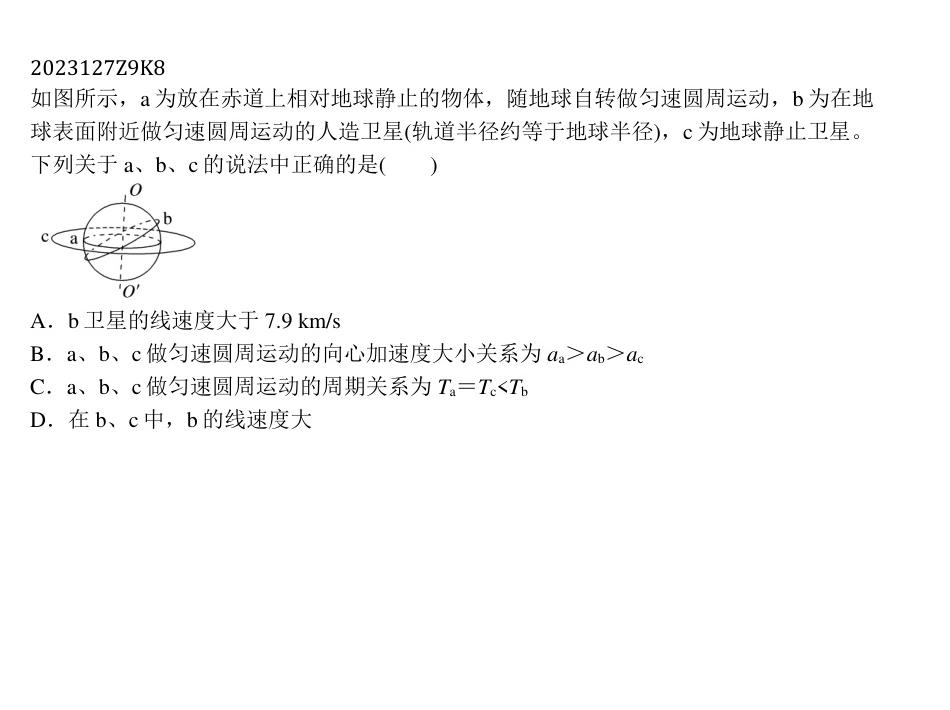 2023127Z9K8
如图所示，a 为放在赤道上相对地球静止的物体，随地球自转做匀速圆周运动，b 为在地
球表面附近做匀速圆周运动的人造卫星(轨道半径约等于地球半径)，c 为地球静止卫星。
下列关于 a、b、c 的说法中正确的是(　　)
O
b
c
a
O′
A．b 卫星的线速度大于 7.9 km/s
B．a、b、c 做匀速圆周运动的向心加速度大小关系为 aₐ＞a_b＞a_c
C．a、b、c 做匀速圆周运动的周期关系为 Tₐ＝T_c<T_b
D．在 b、c 中，b 的线速度大